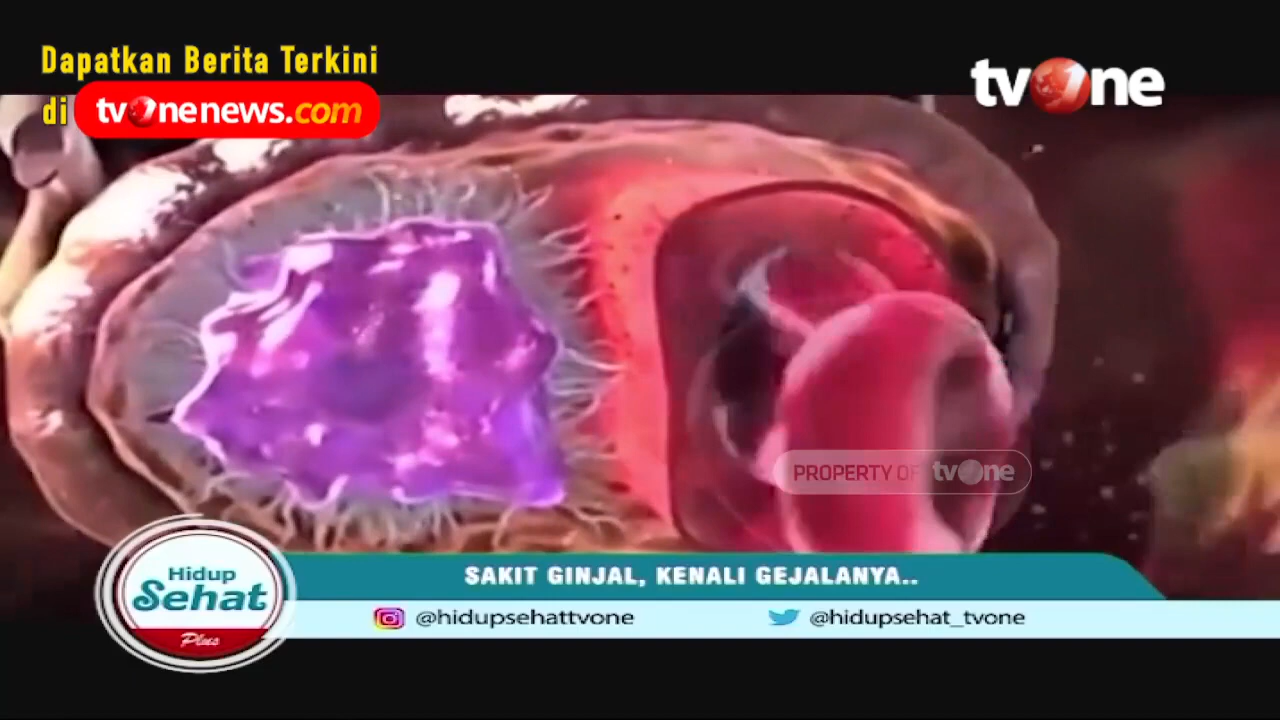 Dapatkan Berita Terkini
di tvonenews.com
tvone
PROPERTY OF tvone
Hidup
Sehat
Plus
SAKIT GINJAL, KENALI GEJALANYA..
@hidupsehattvone
@hidupsehat_tvone